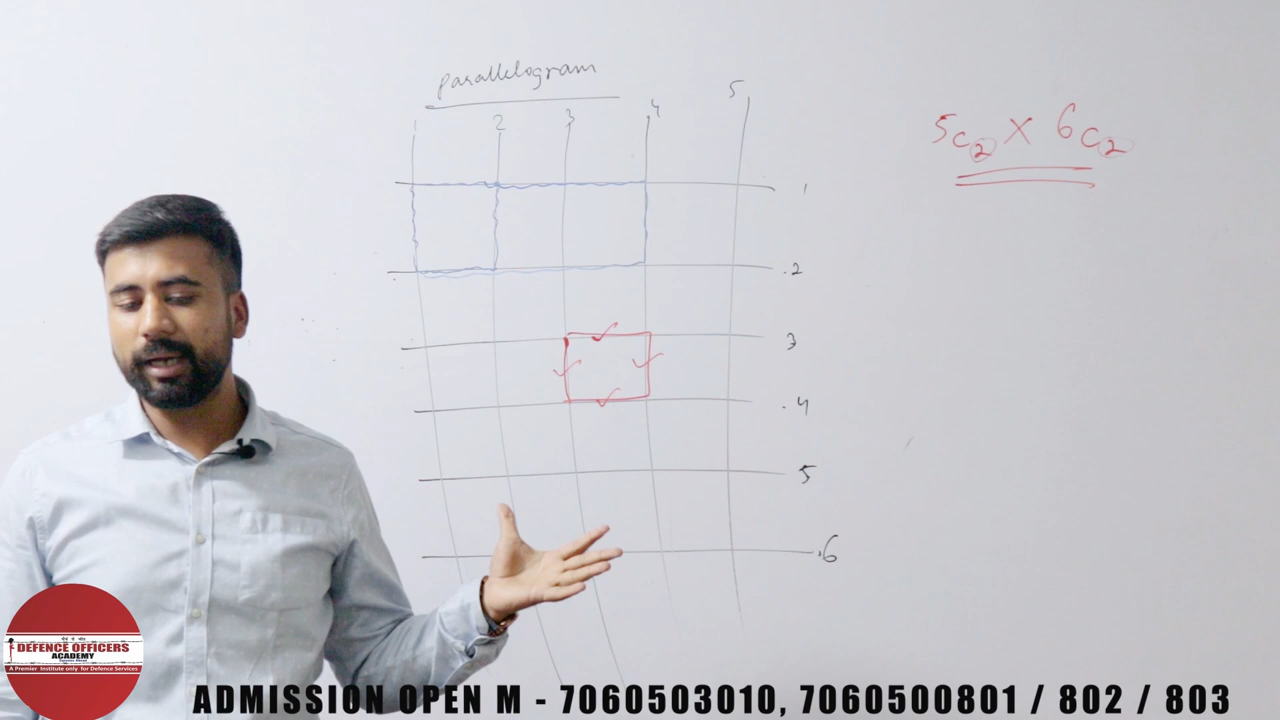 parallelogram
1 2 3 4 5
5c2 X 6c2
1
.2
3
.4
5
.6
DEFENCE OFFICERS
ACADEMY
A Premier Institute only for Defence Services
ADMISSION OPEN M - 7060503010, 7060500801 / 802 / 803